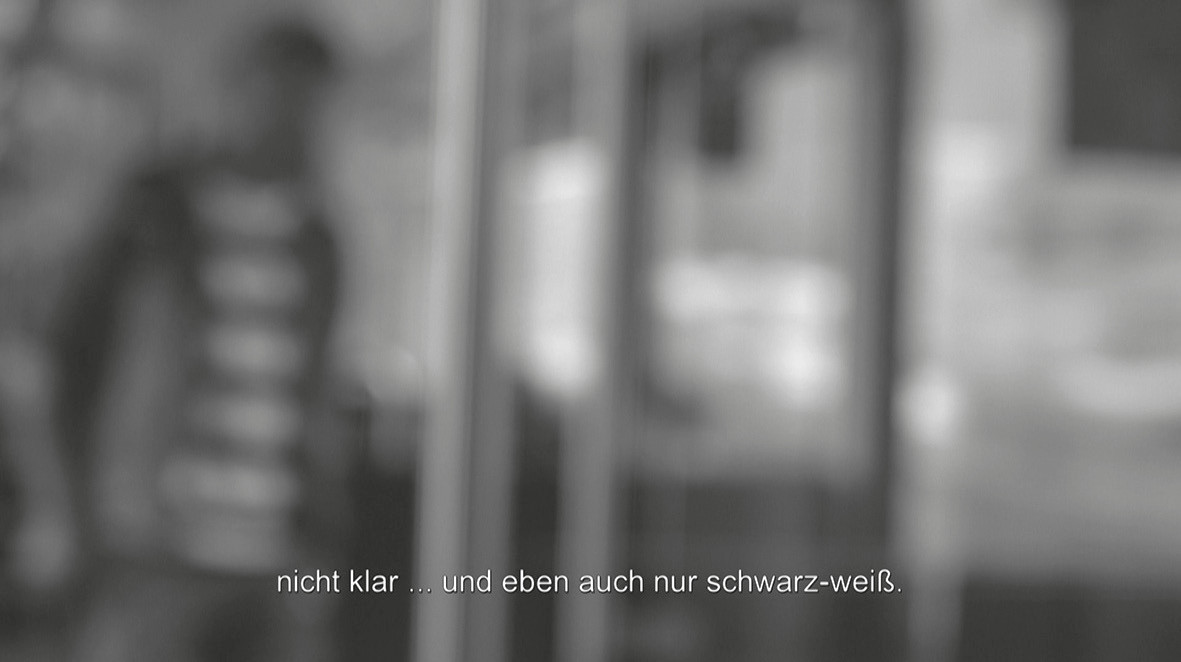 nicht klar ... und eben auch nur schwarz-weiß.